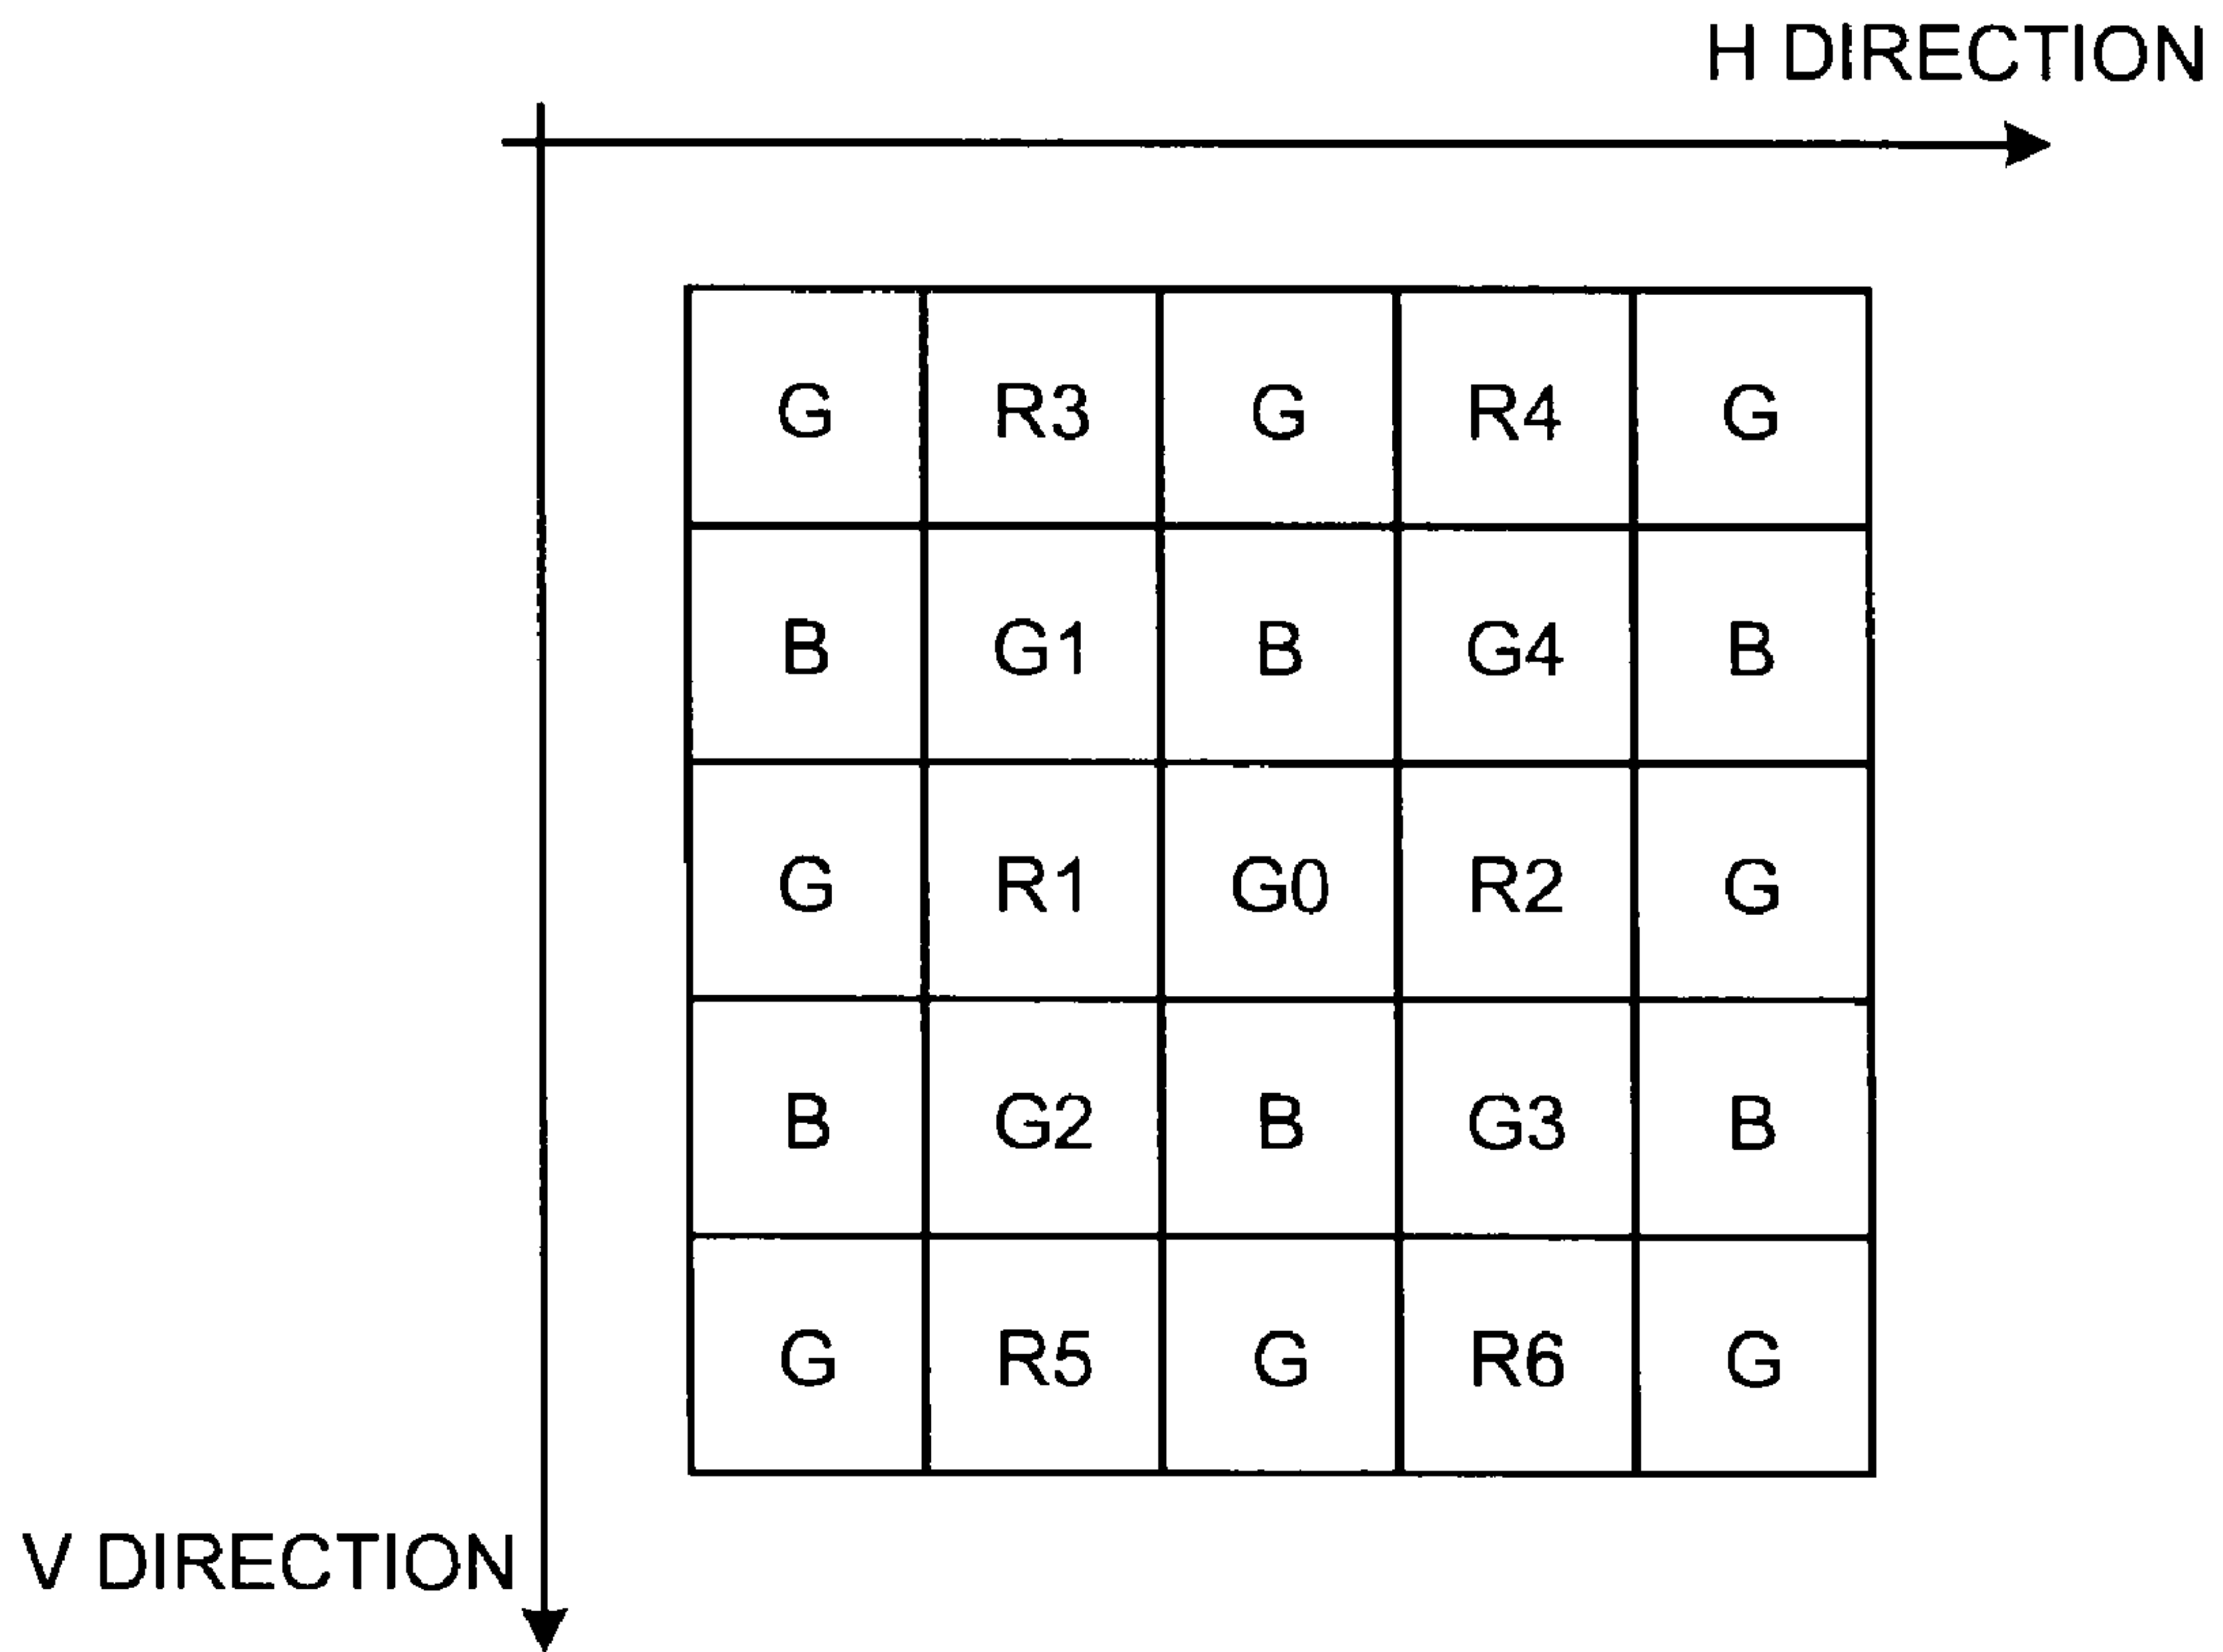 H DIRECTION
G R3 G R4 G
B G1 B G4 B
G R1 G0 R2 G
B G2 B G3 B
G R5 G R6 G
V DIRECTION